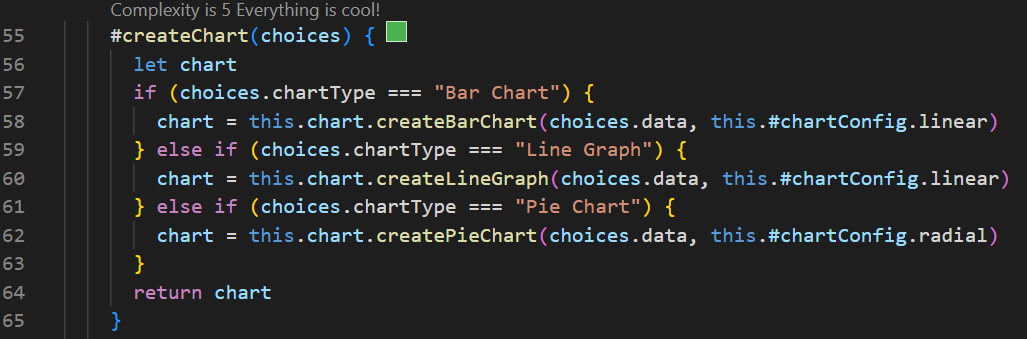 Complexity is 5 Everything is cool!
55 #createChart(choices) {
56 let chart
57 if (choices.chartType === "Bar Chart") {
58 chart = this.chart.createBarChart(choices.data, this.#chartConfig.linear)
59 } else if (choices.chartType === "Line Graph") {
60 chart = this.chart.createLineGraph(choices.data, this.#chartConfig.linear)
61 } else if (choices.chartType === "Pie Chart") {
62 chart = this.chart.createPieChart(choices.data, this.#chartConfig.radial)
63 }
64 return chart
65 }